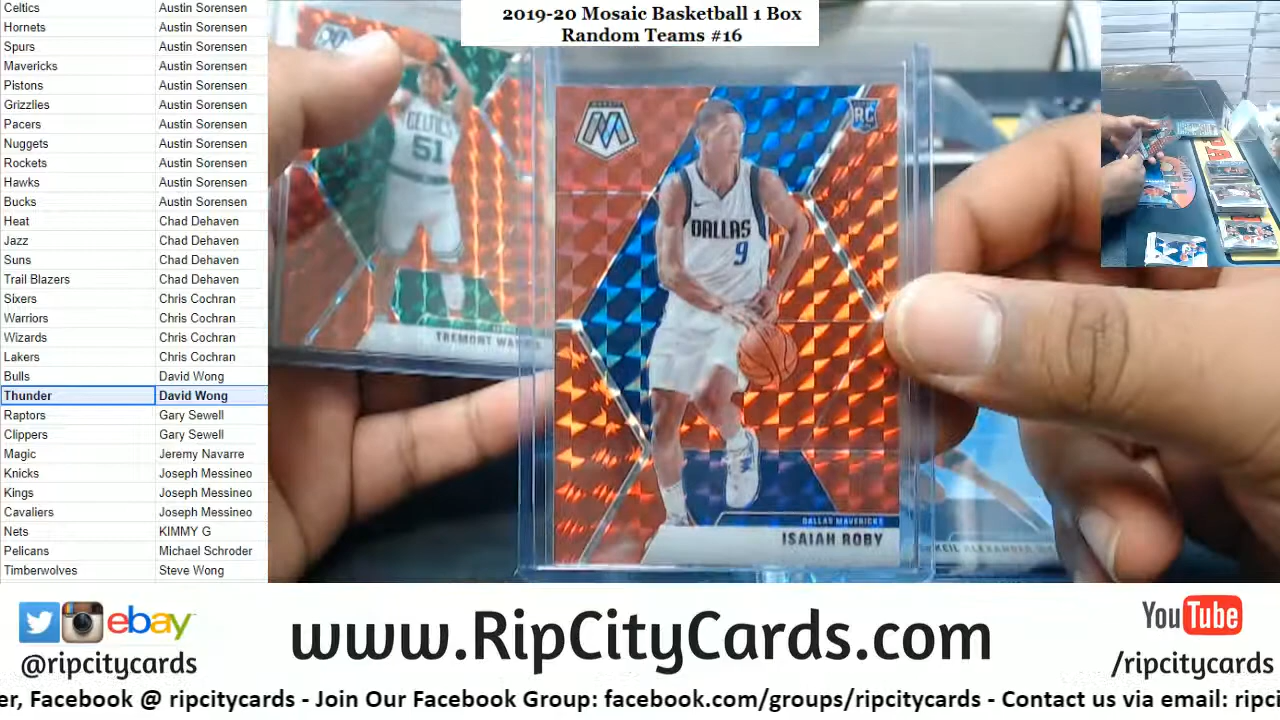 2019-20 Mosaic Basketball 1 Box
Random Teams #16
Celtics Austin Sorensen
Hornets Austin Sorensen
Spurs Austin Sorensen
Mavericks Austin Sorensen
Pistons Austin Sorensen
Grizzlies Austin Sorensen
Pacers Austin Sorensen
Nuggets Austin Sorensen
Rockets Austin Sorensen
Hawks Austin Sorensen
Bucks Austin Sorensen
Heat Chad Dehaven
Jazz Chad Dehaven
Suns Chad Dehaven
Trail Blazers Chad Dehaven
Sixers Chris Cochran
Warriors Chris Cochran
Wizards Chris Cochran
Lakers Chris Cochran
Bulls David Wong
Thunder David Wong
Raptors Gary Sewell
Clippers Gary Sewell
Magic Jeremy Navarre
Knicks Joseph Messineo
Kings Joseph Messineo
Cavaliers Joseph Messineo
Nets KIMMY G
Pelicans Michael Schroder
Timberwolves Steve Wong
CELTICS
51
TREMONT
M
RC
DALLAS
9
DALLAS MAVERICKS
ISAIAH ROBY
ALEXANDER
ebay
@ripcitycards
www.RipCityCards.com
YouTube
/ripcitycards
er, Facebook @ ripcitycards - Join Our Facebook Group: facebook.com/groups/ripcitycards - Contact us via email: ripci